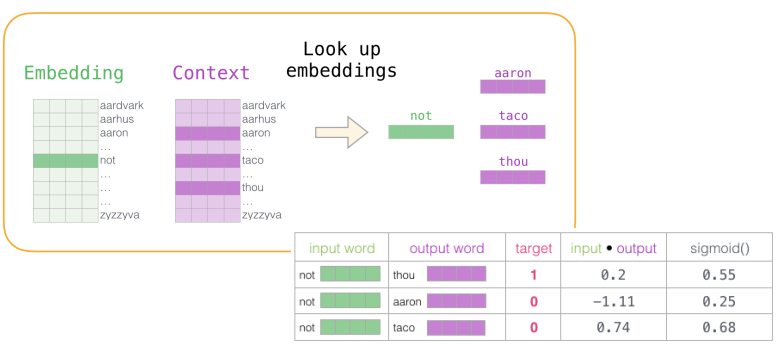 Look up
embeddings
Embedding
Context
aardvark
aarhus
aaron
...
not
...
...
...
zyzzyva
aardvark
aarhus
aaron
...
taco
...
thou
...
zyzzyva
not
aaron
taco
thou
input word output word target input • output sigmoid()
not thou 1 0.2 0.55
not aaron 0 -1.11 0.25
not taco 0 0.74 0.68